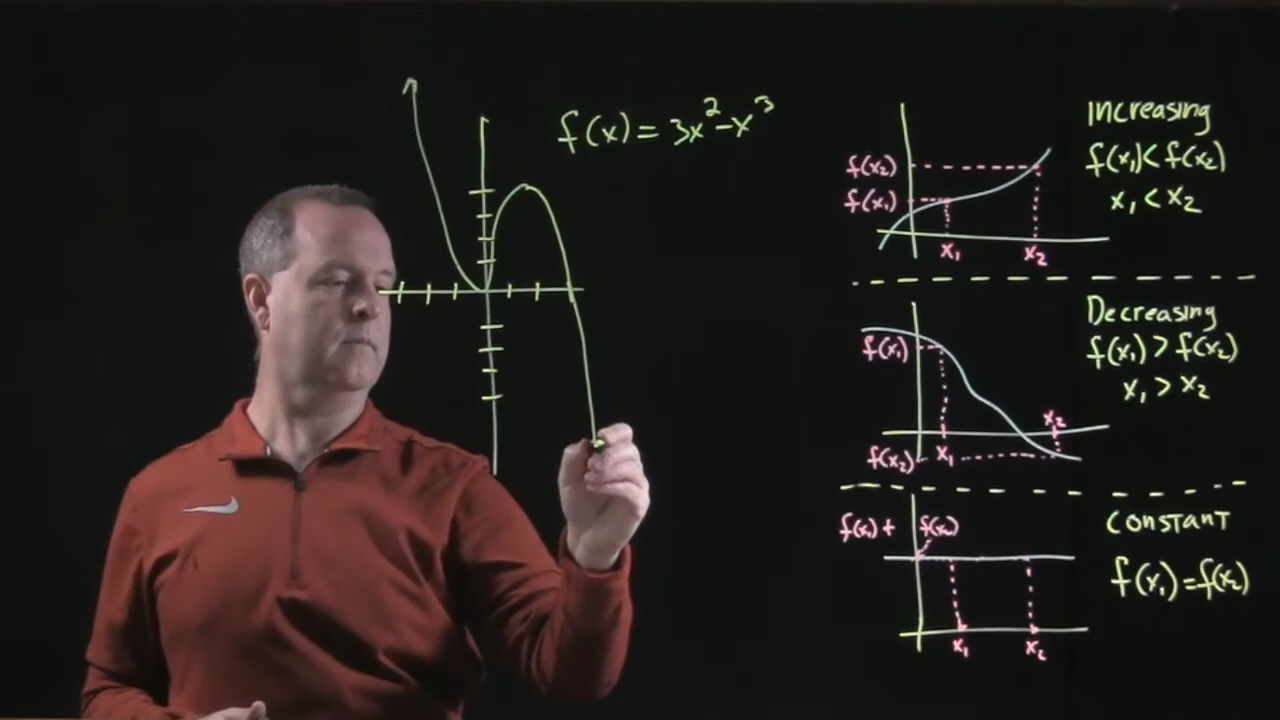 f(x) = 3x²-x³
Increasing
f(x₁)<f(x₂)
x₁ < x₂
f(x₂)
f(x₁)
x₁ x₂
Decreasing
f(x₁) > f(x₂)
x₁ > x₂
f(x₁)
x₂
f(x₂) x₁
Constant
f(x₁) = f(x₂)
f(x₁) + f(x₂)
x₁ x₂